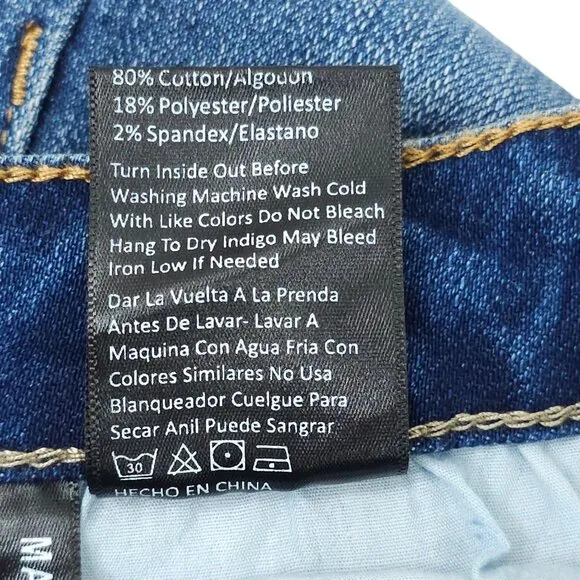 80% Cotton/Algodon
18% Polyester/Poliester
2% Spandex/Elastano
Turn Inside Out Before
Washing Machine Wash Cold
With Like Colors Do Not Bleach
Hang To Dry Indigo May Bleed
Iron Low If Needed
Dar La Vuelta A La Prenda
Antes De Lavar- Lavar A
Maquina Con Agua Fria Con
Colores Similares No Usa
Blanqueador Cuelgue Para
Secar Anil Puede Sangrar
30
HECHO EN CHINA
MA